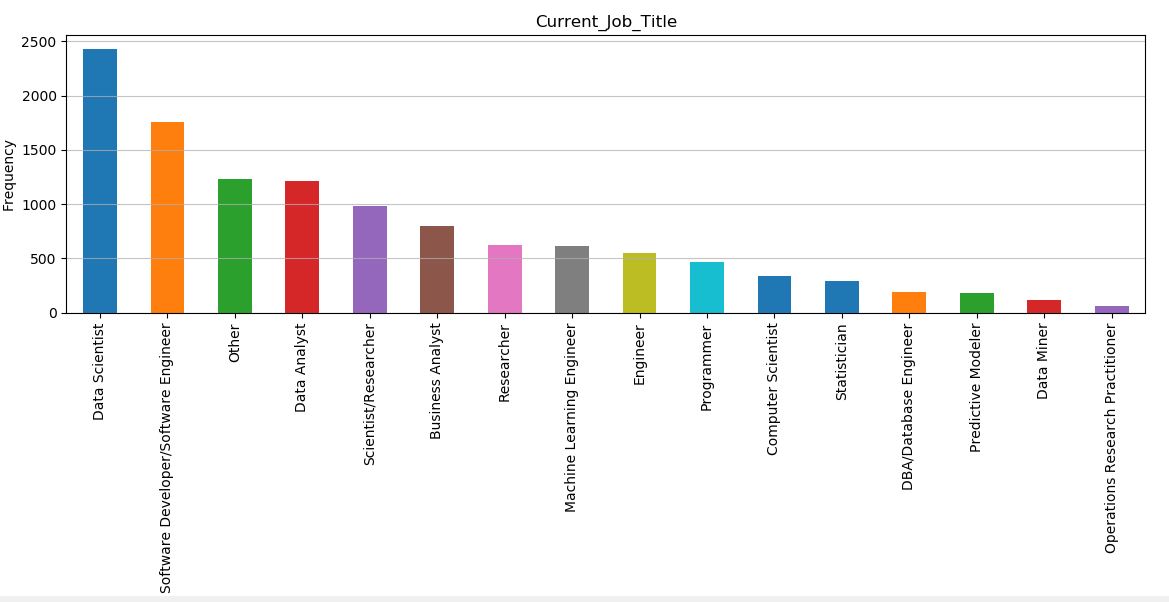 Current_Job_Title
Frequency
2500
2000
1500
1000
500
0
Data Scientist
Software Developer/Software Engineer
Other
Data Analyst
Scientist/Researcher
Business Analyst
Researcher
Machine Learning Engineer
Engineer
Programmer
Computer Scientist
Statistician
DBA/Database Engineer
Predictive Modeler
Data Miner
Operations Research Practitioner